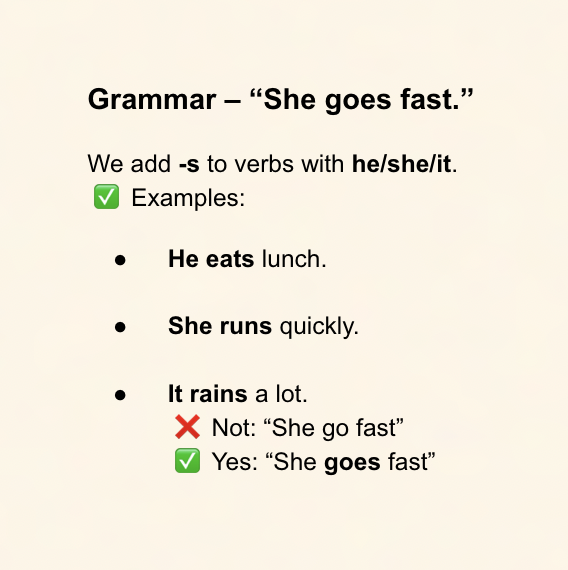 Grammar – “She goes fast.”
We add -s to verbs with he/she/it.
✅ Examples:
● He eats lunch.
● She runs quickly.
● It rains a lot.
❌ Not: “She go fast”
✅ Yes: “She goes fast”